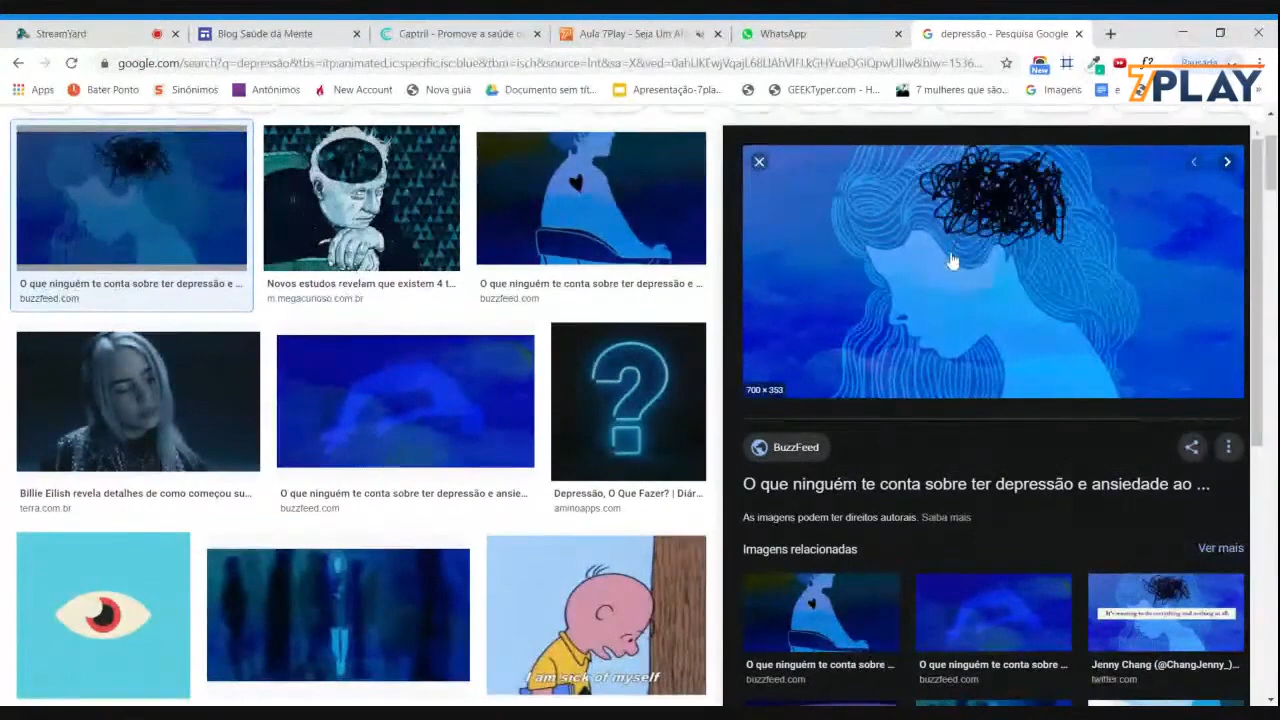 StreamYard
Blog Saúde da Mente
Captril - Promove a saúde o
Aula 7Play - Seja Um Al
WhatsApp
depressão - Pesquisa Google
Pausada
7PLAY
Apps
Bater Ponto
Sinônimos
Antônimos
New Account
Nova guia
Documento sem tít...
Apresentação-7pla...
GEEKTyper.com - H...
7 mulheres que são...
Imagens
e
New
f?
700 × 353
O que ninguém te conta sobre ter depressão e ...
buzzfeed.com
Novos estudos revelam que existem 4 t...
m.megacurioso.com.br
O que ninguém te conta sobre ter depressão e ...
buzzfeed.com
Billie Eilish revela detalhes de como começou su...
terra.com.br
O que ninguém te conta sobre ter depressão e ansie...
buzzfeed.com
Depressão, O Que Fazer? | Diár...
aminoapps.com
I am sick of myself
BuzzFeed
O que ninguém te conta sobre ter depressão e ansiedade ao ...
As imagens podem ter direitos autorais. Saiba mais
Imagens relacionadas
Ver mais
O que ninguém te conta sobre ...
buzzfeed.com
O que ninguém te conta sobre ...
buzzfeed.com
Jenny Chang (@ChangJenny_)...
twitter.com